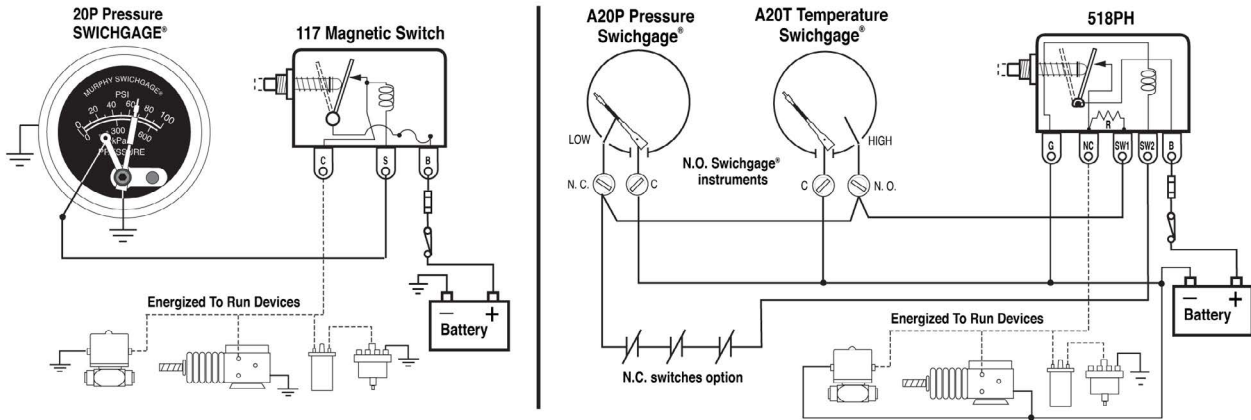 20P Pressure
SWICHGAGE®
117 Magnetic Switch
MURPHY SWICHGAGE®
PSI
20 40 60 80 100
300 600
kPa
PRESSURE
C S B
Energized To Run Devices
− +
Battery
A20P Pressure
Swichgage®
A20T Temperature
Swichgage®
518PH
LOW
HIGH
R
N.O. Swichgage®
instruments
G NC SW1 SW2 B
N. C. C
C N. O.
− +
Battery
Energized To Run Devices
N.C. switches option